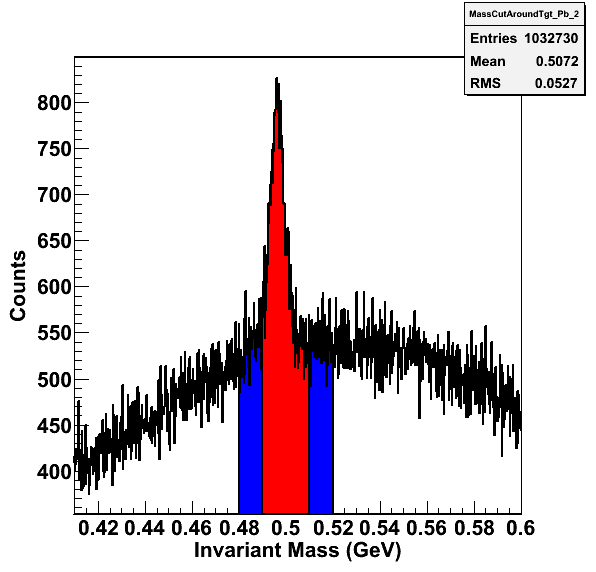 MassCutAroundTgt_Pb_2
Entries 1032730
Mean 0.5072
RMS 0.0527
800
750
700
650
600
550
500
450
400
Counts
0.42 0.44 0.46 0.48 0.5 0.52 0.54 0.56 0.58 0.6
Invariant Mass (GeV)